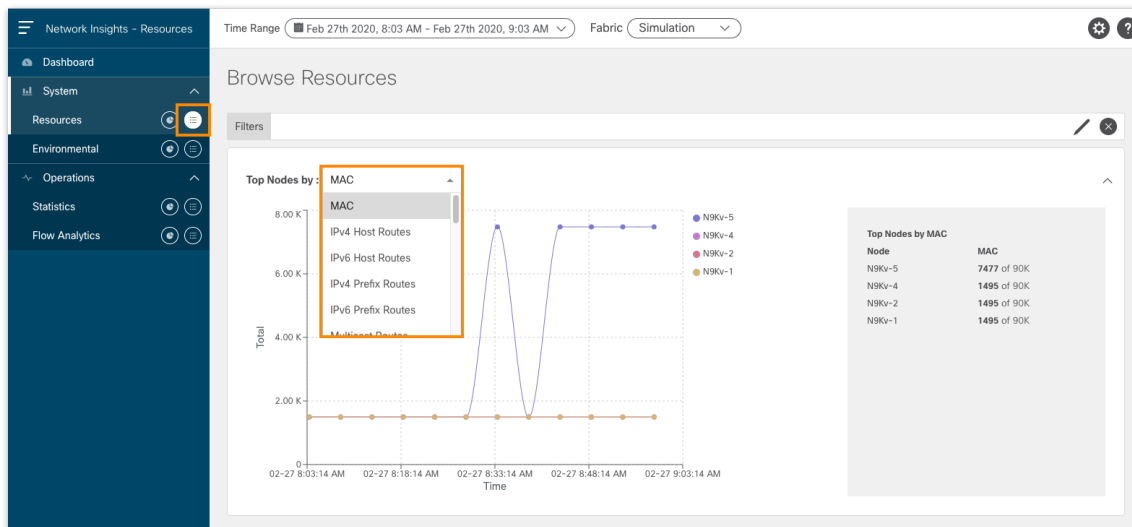 Network Insights - Resources
Time Range Feb 27th 2020, 8:03 AM - Feb 27th 2020, 9:03 AM Fabric Simulation
?
Dashboard
System
Resources
Environmental
Operations
Statistics
Flow Analytics
Browse Resources
Filters
Top Nodes by : MAC
MAC
IPv4 Host Routes
IPv6 Host Routes
IPv4 Prefix Routes
IPv6 Prefix Routes
Multicast Routes
8.00 K
6.00 K
4.00 K
2.00 K
0
Total
02-27 8:03:14 AM 02-27 8:18:14 AM 02-27 8:33:14 AM 02-27 8:48:14 AM 02-27 9:03:14 AM
Time
N9Kv-5
N9Kv-4
N9Kv-2
N9Kv-1
Top Nodes by MAC
Node MAC
N9Kv-5 7477 of 90K
N9Kv-4 1495 of 90K
N9Kv-2 1495 of 90K
N9Kv-1 1495 of 90K